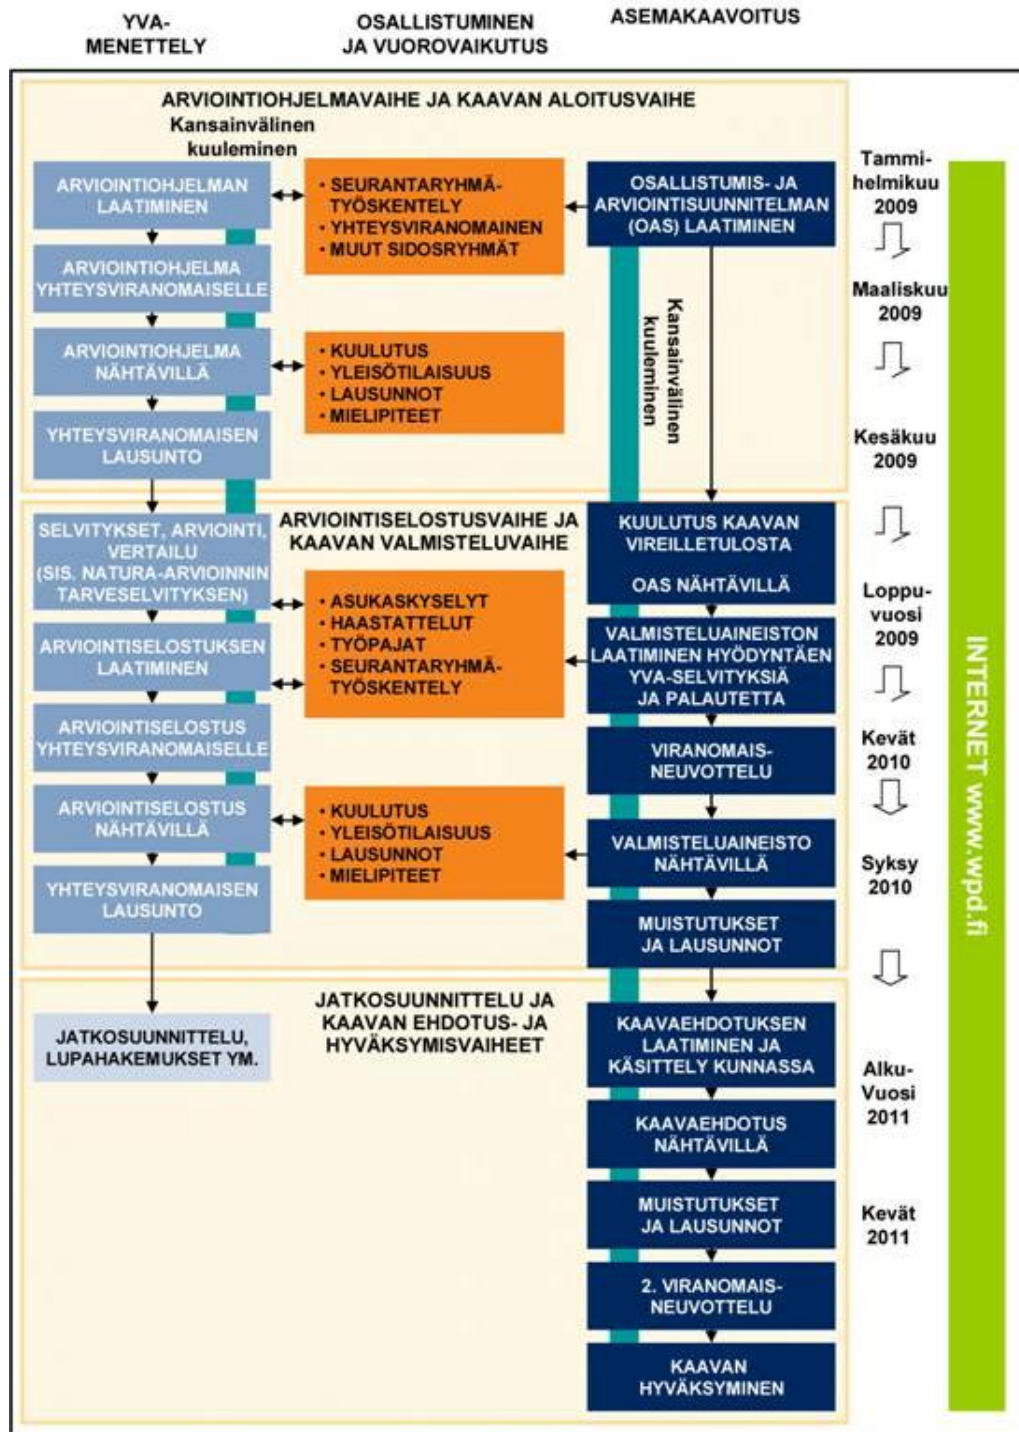 YVA-
MENETTELY
OSALLISTUMINEN
JA VUOROVAIKUTUS
ASEMAKAAVOITUS
ARVIOINTIOHJELMAVAIHE JA KAAVAN ALOITUSVAIHE
Kansainvälinen
kuuleminen
ARVIOINTIOHJELMAN
LAATIMINEN
ARVIOINTIOHJELMA
YHTEYSVIRANOMAISELLE
ARVIOINTIOHJELMA
NÄHTÄVILLÄ
YHTEYSVIRANOMAISEN
LAUSUNTO
• SEURANTARYHMÄ-
TYÖSKENTELY
• YHTEYSVIRANOMAINEN
• MUUT SIDOSRYHMÄT
• KUULUTUS
• YLEISÖTILAISUUS
• LAUSUNNOT
• MIELIPITEET
OSALLISTUMIS- JA
ARVIOINTISUUNNITELMAN
(OAS) LAATIMINEN
Kansainvälinen
kuuleminen
ARVIOINTISELOSTUSVAIHE JA
KAAVAN VALMISTELUVAIHE
SELVITYKSET, ARVIOINTI,
VERTAILU
(SIS. NATURA-ARVIOINNIN
TARVESELVITYKSEN)
ARVIOINTISELOSTUKSEN
LAATIMINEN
ARVIOINTISELOSTUS
YHTEYSVIRANOMAISELLE
ARVIOINTISELOSTUS
NÄHTÄVILLÄ
YHTEYSVIRANOMAISEN
LAUSUNTO
• ASUKASKYSELYT
• HAASTATTELUT
• TYÖPAJAT
• SEURANTARYHMÄ-
TYÖSKENTELY
• KUULUTUS
• YLEISÖTILAISUUS
• LAUSUNNOT
• MIELIPITEET
KUULUTUS KAAVAN
VIREILLETULOSTA
OAS NÄHTÄVILLÄ
VALMISTELUAINEISTON
LAATIMINEN HYÖDYNTÄEN
YVA-SELVITYKSIÄ
JA PALAUTETTA
VIRANOMAIS-
NEUVOTTELU
VALMISTELUAINEISTO
NÄHTÄVILLÄ
MUISTUTUKSET
JA LAUSUNNOT
JATKOSUUNNITTELU JA
KAAVAN EHDOTUS- JA
HYVÄKSYMISVAIHEET
JATKOSUUNNITTELU,
LUPAHAKEMUKSET YM.
KAAVAEHDOTUKSEN
LAATIMINEN JA
KÄSITTELY KUNNASSA
KAAVAEHDOTUS
NÄHTÄVILLÄ
MUISTUTUKSET
JA LAUSUNNOT
2. VIRANOMAIS-
NEUVOTTELU
KAAVAN
HYVÄKSYMINEN
Tammi-
helmikuu
2009
Maaliskuu
2009
Kesäkuu
2009
Loppu-
vuosi
2009
Kevät
2010
Syksy
2010
Alku-
Vuosi
2011
Kevät
2011
INTERNET www.wpd.fi